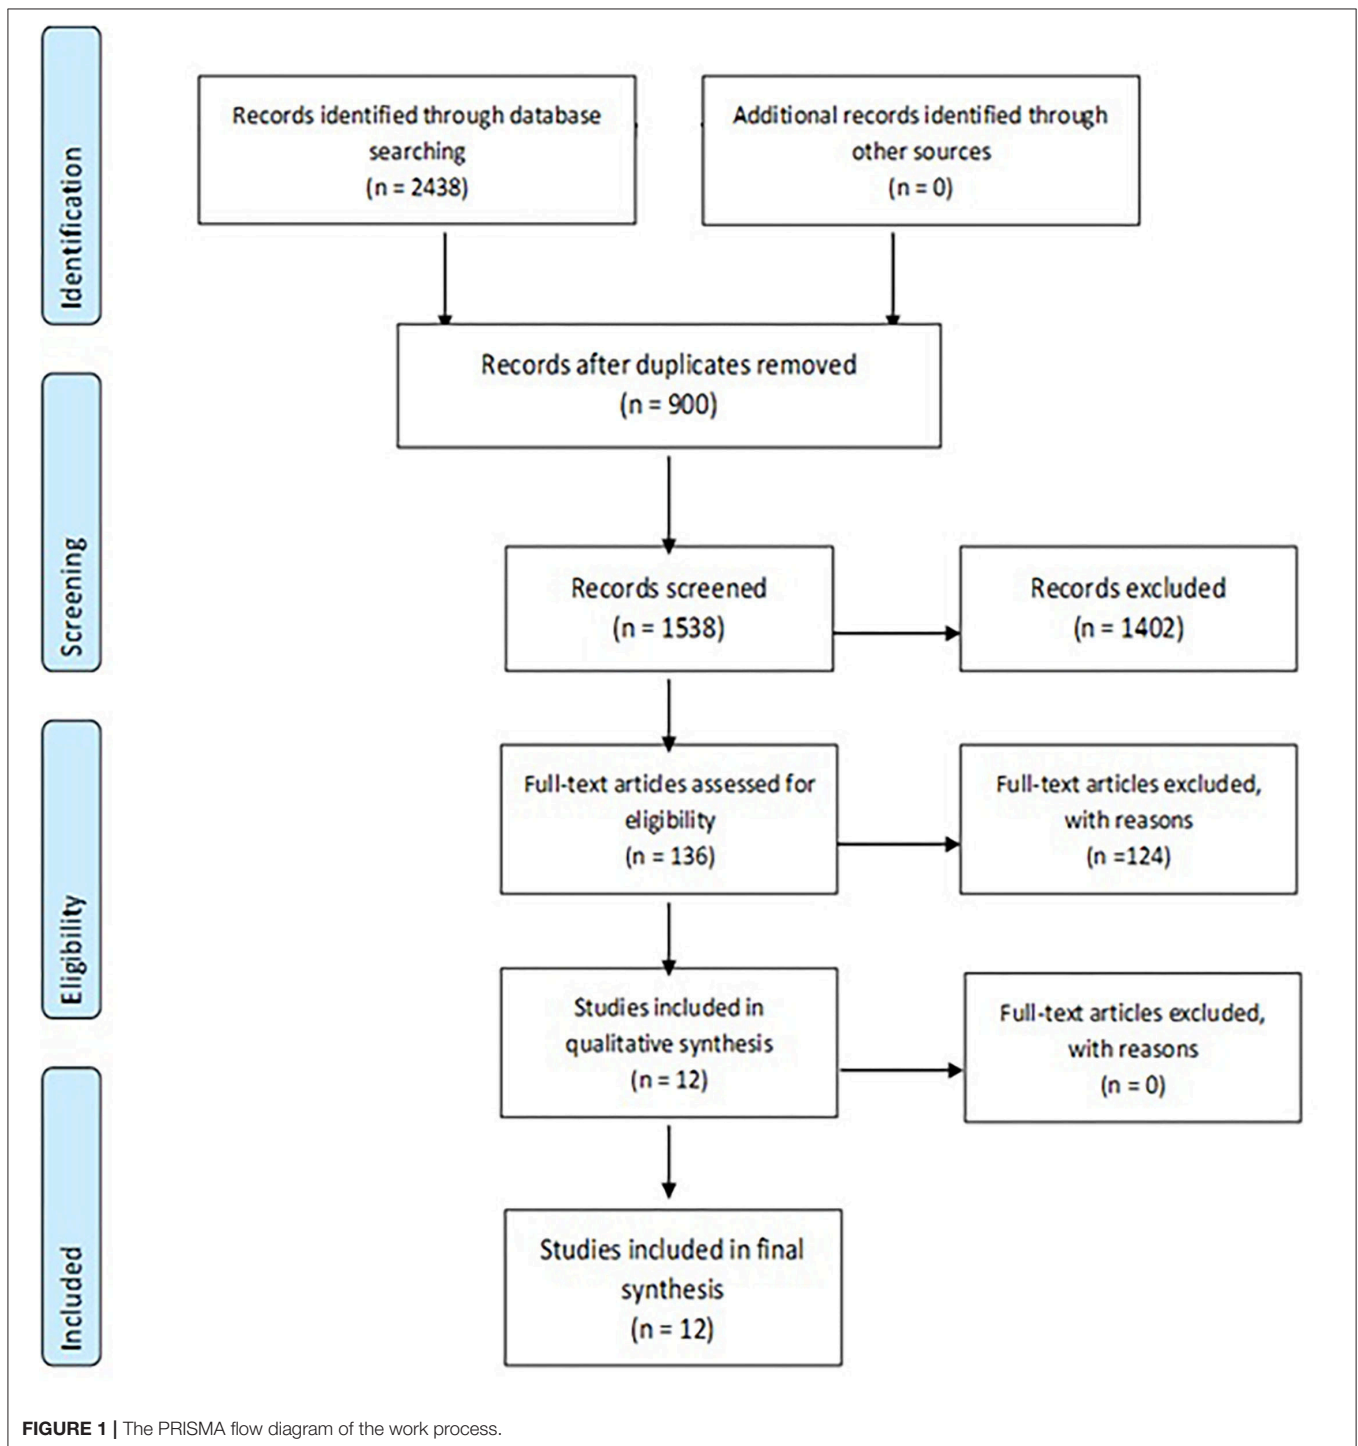 Identification
Records identified through database
searching
(n = 2438)
Additional records identified through
other sources
(n = 0)
Records after duplicates removed
(n = 900)
Screening
Records screened
(n = 1538)
Records excluded
(n = 1402)
Eligibility
Full-text articles assessed for
eligibility
(n = 136)
Full-text articles excluded,
with reasons
(n =124)
Studies included in
qualitative synthesis
(n = 12)
Full-text articles excluded,
with reasons
(n = 0)
Included
Studies included in final
synthesis
(n = 12)
FIGURE 1 | The PRISMA flow diagram of the work process.